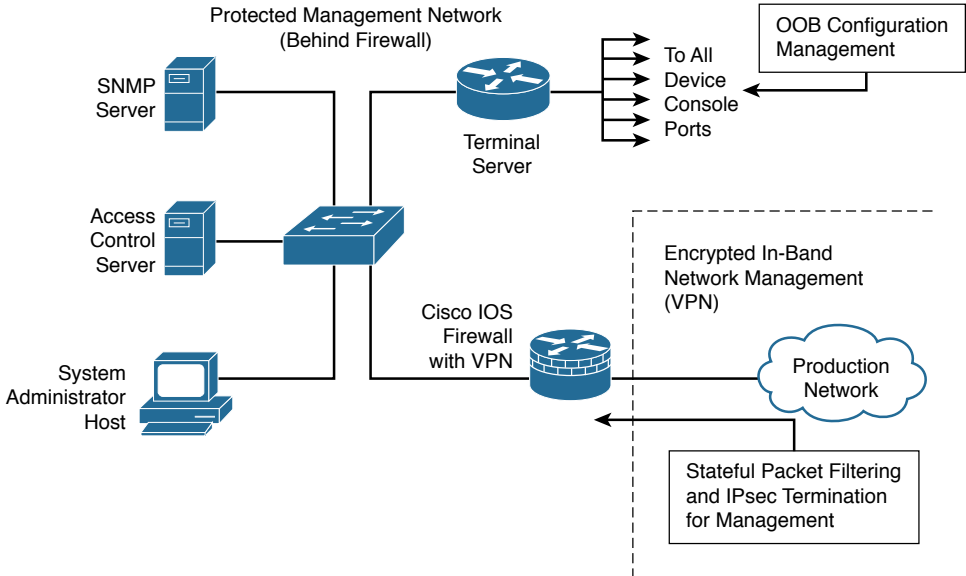 Protected Management Network
(Behind Firewall)
OOB Configuration
Management
SNMP
Server
To All
Device
Console
Ports
Terminal
Server
Access
Control
Server
Encrypted In-Band
Network Management
(VPN)
Cisco IOS
Firewall
with VPN
System
Administrator
Host
Production
Network
Stateful Packet Filtering
and IPsec Termination
for Management